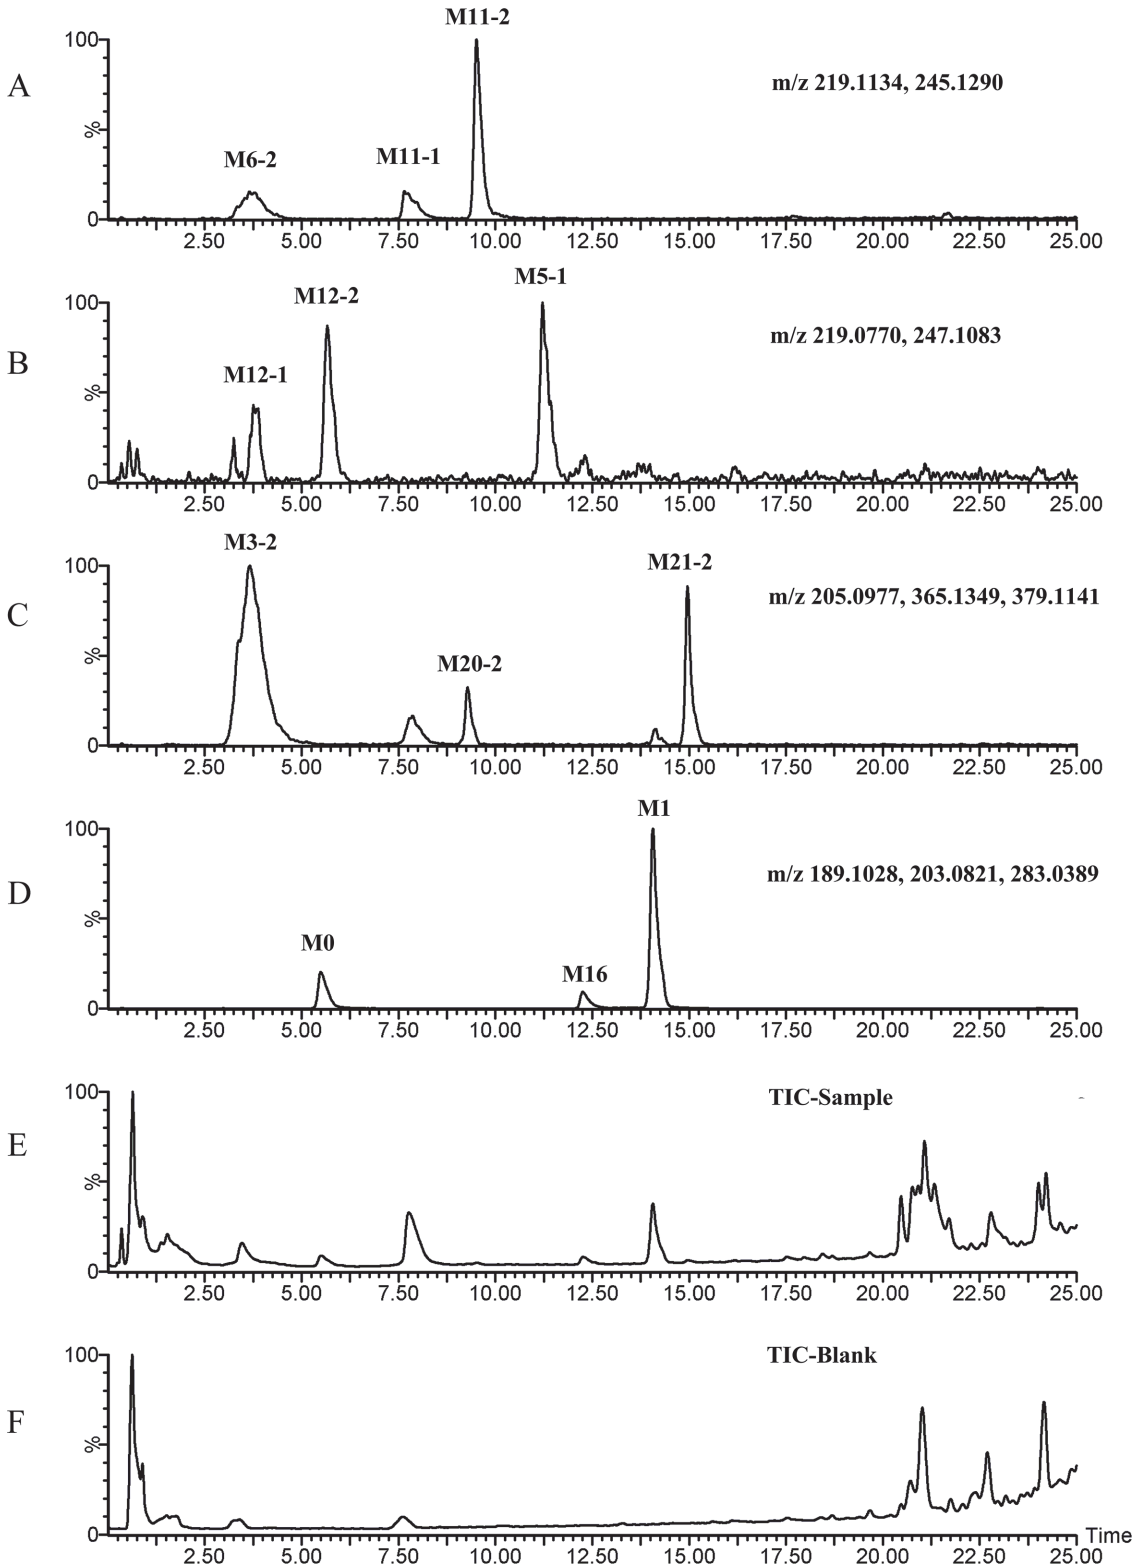 M11-2
100
A
m/z 219.1134, 245.1290
%
M6-2
M11-1
0
2.50 5.00 7.50 10.00 12.50 15.00 17.50 20.00 22.50 25.00
M5-1
M12-2
100
B
m/z 219.0770, 247.1083
M12-1
%
0
2.50 5.00 7.50 10.00 12.50 15.00 17.50 20.00 22.50 25.00
M3-2
100
M21-2
C
m/z 205.0977, 365.1349, 379.1141
%
M20-2
0
2.50 5.00 7.50 10.00 12.50 15.00 17.50 20.00 22.50 25.00
M1
100
D
m/z 189.1028, 203.0821, 283.0389
%
M0
M16
0
2.50 5.00 7.50 10.00 12.50 15.00 17.50 20.00 22.50 25.00
100
TIC-Sample
E
%
0
2.50 5.00 7.50 10.00 12.50 15.00 17.50 20.00 22.50 25.00
100
TIC-Blank
F
%
0
Time
2.50 5.00 7.50 10.00 12.50 15.00 17.50 20.00 22.50 25.00